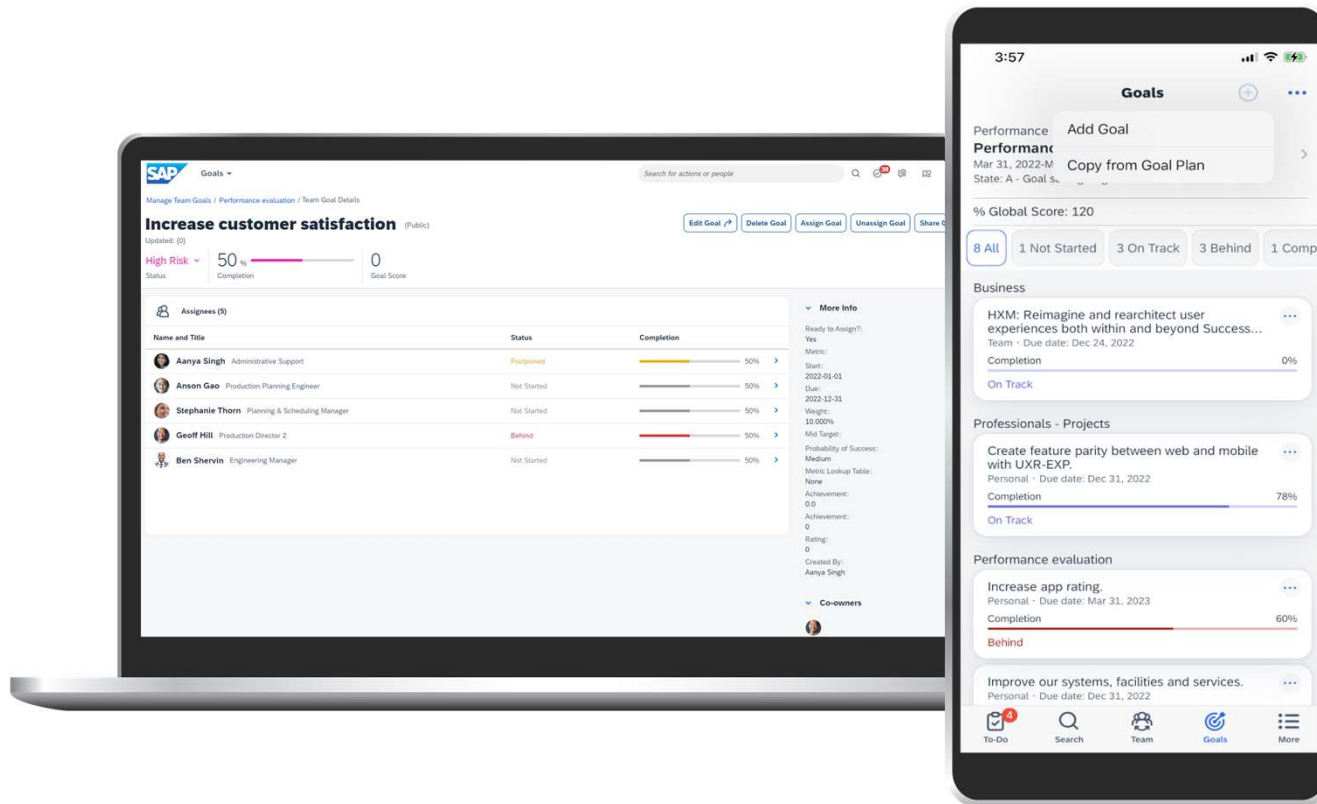 SAP
Goals
Search for actions or people
38
Manage Team Goals / Performance evaluation / Team Goal Details
Increase customer satisfaction (Public)
Edit Goal
Delete Goal
Assign Goal
Unassign Goal
Share
Updated: (0)
High Risk
Status
50 %
Completion
0
Goal Score
Assignees (5)
Name and Title Status Completion
Aanya Singh Administrative Support Postponed 50%
Anson Gao Production Planning Engineer Not Started 50%
Stephanie Thorn Planning & Scheduling Manager Not Started 50%
Geoff Hill Production Director 2 Behind 50%
Ben Shervin Engineering Manager Not Started 50%
More Info
Ready to Assign?:
Yes
Metric:
Start:
2022-01-01
Due:
2022-12-31
Weight:
10.000%
Mid Target:
Probability of Success:
Medium
Metric Lookup Table:
None
Achievement:
0.0
Achievement:
0
Rating:
0
Created By:
Aanya Singh
Co-owners
3:57
Goals
Add Goal
Copy from Goal Plan
Performance
Performanc
Mar 31, 2022-M
State: A - Goal s
% Global Score: 120
8 All
1 Not Started
3 On Track
3 Behind
1 Comp
Business
HXM: Reimagine and rearchitect user
experiences both within and beyond Success...
Team · Due date: Dec 24, 2022
Completion 0%
On Track
Professionals - Projects
Create feature parity between web and mobile
with UXR-EXP.
Personal · Due date: Dec 31, 2022
Completion 78%
On Track
Performance evaluation
Increase app rating.
Personal · Due date: Mar 31, 2023
Completion 60%
Behind
Improve our systems, facilities and services.
Personal · Due date: Dec 31, 2022
4
To-Do
Search
Team
Goals
More